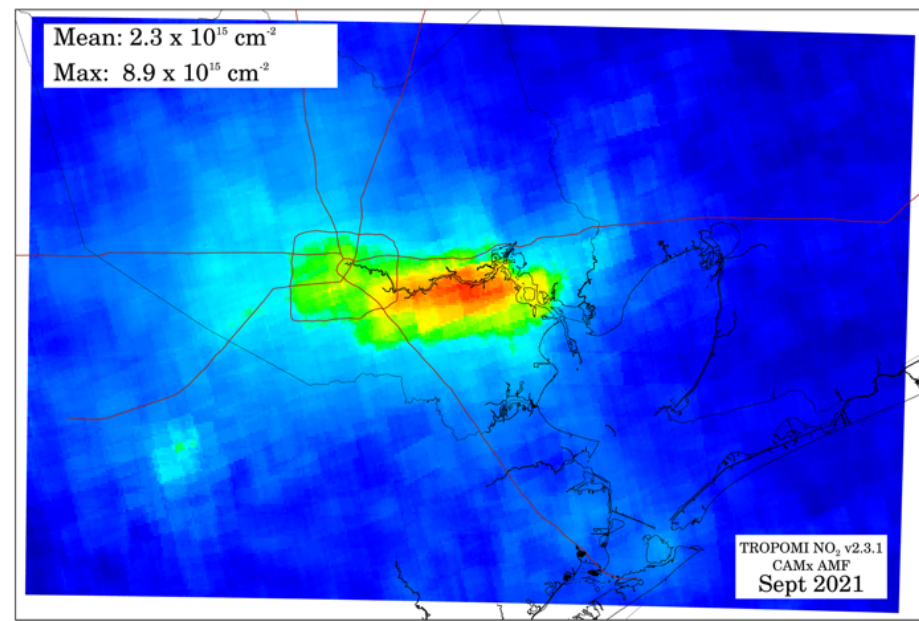 Mean: 2.3 x 10¹⁵ cm⁻²
Max: 8.9 x 10¹⁵ cm⁻²
TROPOMI NO₂ v2.3.1
CAMx AMF
Sept 2021